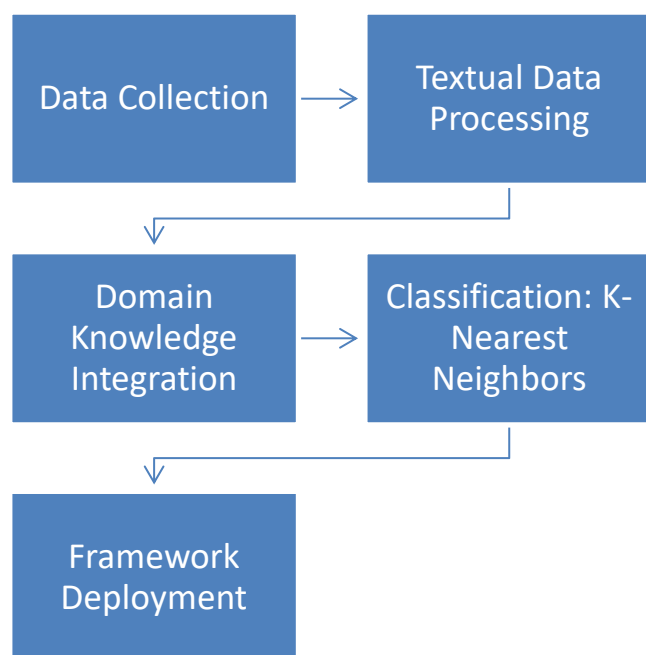 Data Collection
Textual Data
Processing
Domain
Knowledge
Integration
Classification: K-
Nearest
Neighbors
Framework
Deployment